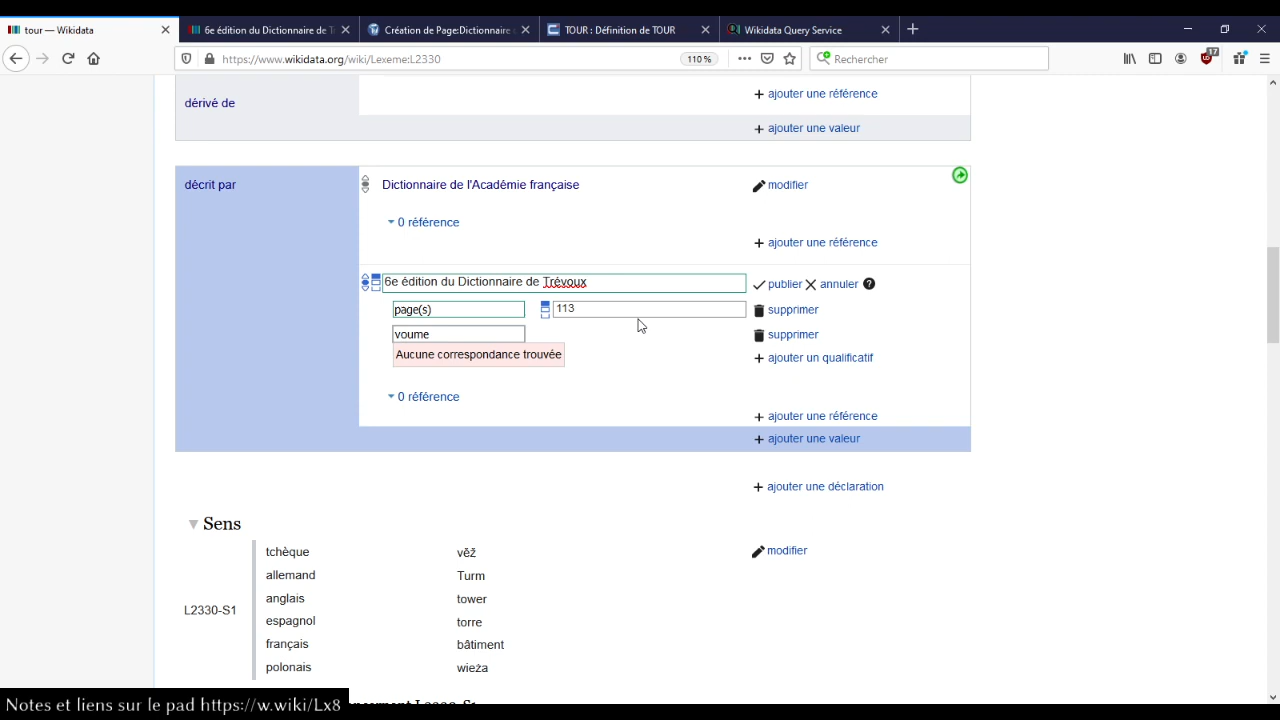 tour — Wikidata
6e édition du Dictionnaire de T
Création de Page:Dictionnaire
TOUR : Définition de TOUR
Wikidata Query Service
https://www.wikidata.org/wiki/Lexeme:L2330
110 %
Rechercher
17
dérivé de
+ ajouter une référence
+ ajouter une valeur
décrit par
Dictionnaire de l'Académie française
modifier
0 référence
+ ajouter une référence
6e édition du Dictionnaire de Trévoux
publier
annuler
?
page(s)
113
supprimer
voume
supprimer
Aucune correspondance trouvée
+ ajouter un qualificatif
0 référence
+ ajouter une référence
+ ajouter une valeur
+ ajouter une déclaration
Sens
L2330-S1
tchèque věž
modifier
allemand Turm
anglais tower
espagnol torre
français bâtiment
polonais wieża
Notes et liens sur le pad https://w.wiki/Lx8